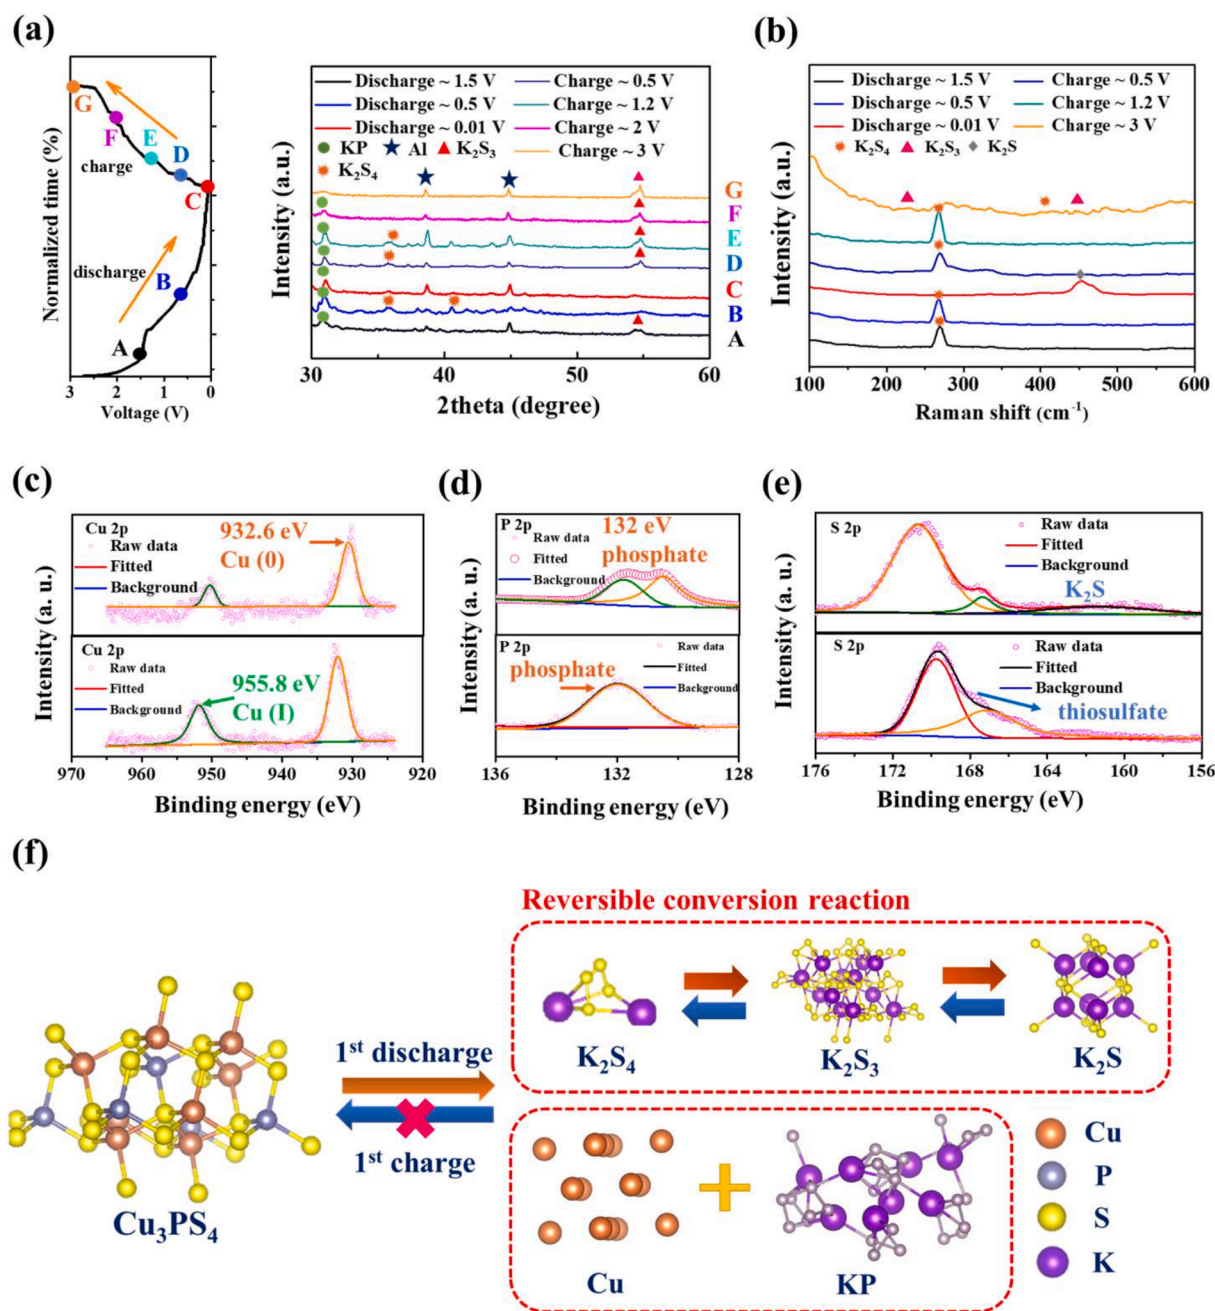 (a)
Normalized time (%)
G
F
E
D
charge
C
discharge
B
A
3 2 1 0
Voltage (V)
Discharge ~ 1.5 V Charge ~ 0.5 V
Discharge ~ 0.5 V Charge ~ 1.2 V
Discharge ~ 0.01 V Charge ~ 2 V
KP Al K₂S₃ Charge ~ 3 V
K₂S₄
Intensity (a.u.)
G
F
E
D
C
B
A
30 40 50 60
2theta (degree)
(b)
Discharge ~ 1.5 V Charge ~ 0.5 V
Discharge ~ 0.5 V Charge ~ 1.2 V
Discharge ~ 0.01 V Charge ~ 3 V
K₂S₄ K₂S₃ K₂S
Intensity (a.u.)
100 200 300 400 500 600
Raman shift (cm⁻¹)
(c)
Cu 2p
Raw data
Fitted
Background
932.6 eV
Cu (0)
Cu 2p
Raw data
Fitted
Background
955.8 eV
Cu (I)
Intensity (a. u.)
970 960 950 940 930 920
Binding energy (eV)
(d)
P 2p
Raw data
Fitted
Background
132 eV
phosphate
P 2p
Raw data
Fitted
Background
phosphate
Intensity (a. u.)
136 132 128
Binding energy (eV)
(e)
S 2p
Raw data
Fitted
Background
K₂S
S 2p
Raw data
Fitted
Background
thiosulfate
Intensity (a. u.)
176 172 168 164 160 156
Binding energy (eV)
(f)
Reversible conversion reaction
K₂S₄ K₂S₃ K₂S
1st discharge
1st charge
Cu₃PS₄
Cu KP
Cu
P
S
K